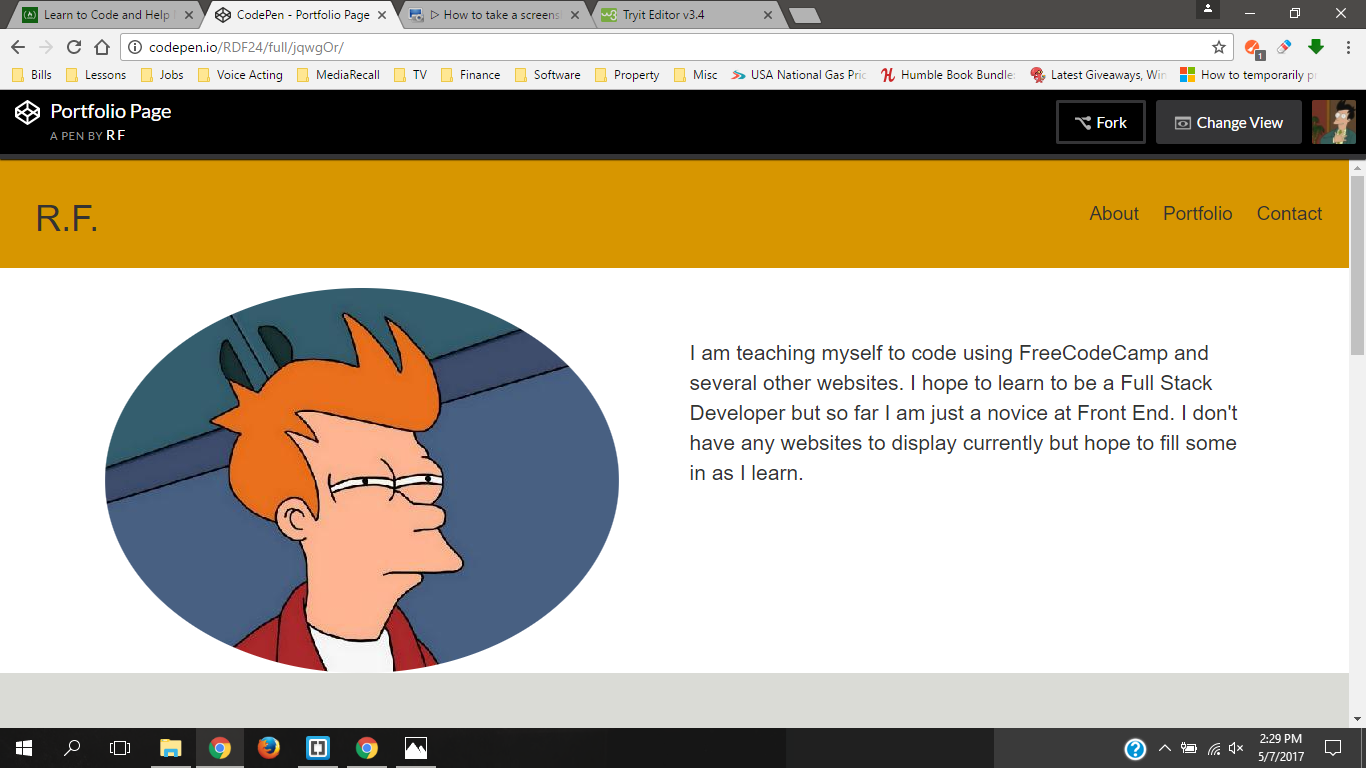 Learn to Code and Help
CodePen - Portfolio Page
▷ How to take a screens
Tryit Editor v3.4
codepen.io/RDF24/full/jqwgOr/
1
Bills
Lessons
Jobs
Voice Acting
MediaRecall
TV
Finance
Software
Property
Misc
USA National Gas Pric
Humble Book Bundle:
Latest Giveaways, Win
How to temporarily p
Portfolio Page
A PEN BY RF
Fork
Change View
R.F.
About
Portfolio
Contact
I am teaching myself to code using FreeCodeCamp and
several other websites. I hope to learn to be a Full Stack
Developer but so far I am just a novice at Front End. I don't
have any websites to display currently but hope to fill some
in as I learn.
2:29 PM
5/7/2017